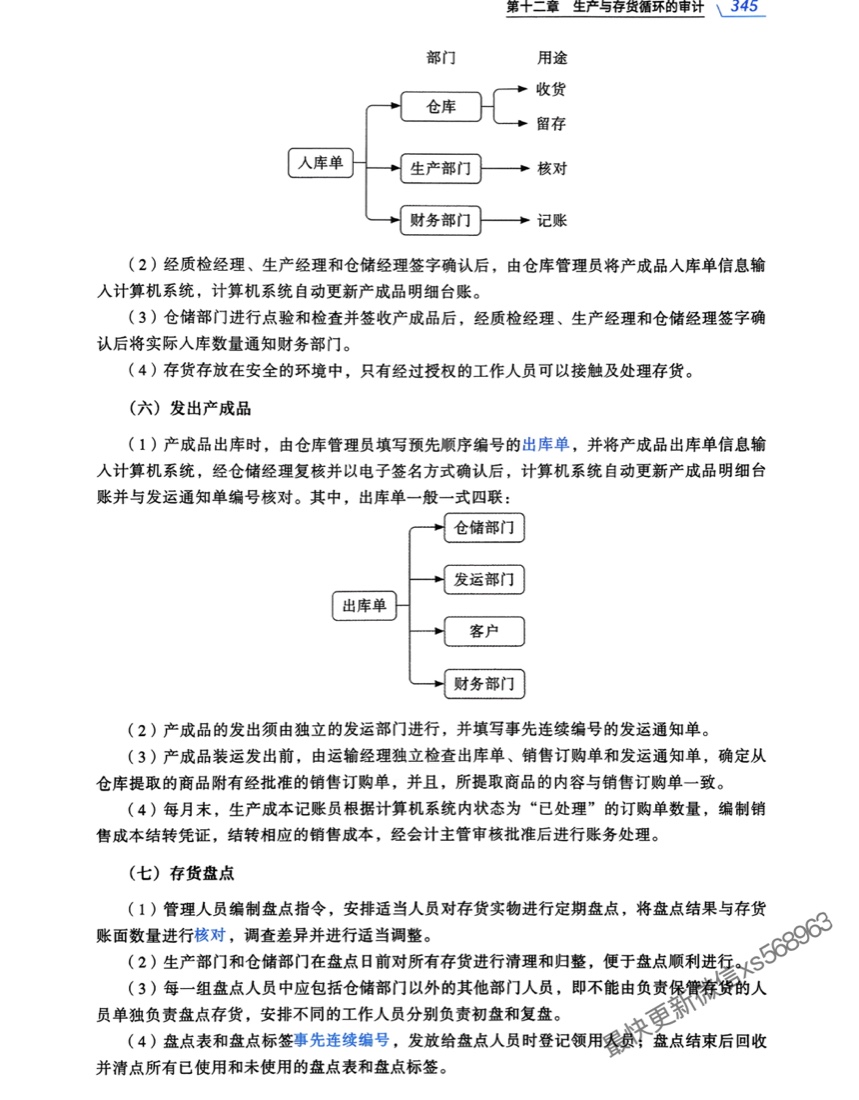 第十二章 生产与存货循环的审计 345
部门 用途
仓库
收货
留存
入库单
生产部门 核对
财务部门 记账
（2）经质检经理、生产经理和仓储经理签字确认后，由仓库管理员将产成品入库单信息输
入计算机系统，计算机系统自动更新产成品明细台账。
（3）仓储部门进行点验和检查并签收产成品后，经质检经理、生产经理和仓储经理签字确
认后将实际入库数量通知财务部门。
（4）存货存放在安全的环境中，只有经过授权的工作人员可以接触及处理存货。
（六）发出产成品
（1）产成品出库时，由仓库管理员填写预先顺序编号的出库单，并将产成品出库单信息输
入计算机系统，经仓储经理复核并以电子签名方式确认后，计算机系统自动更新产成品明细台
账并与发运通知单编号核对。其中，出库单一般一式四联：
仓储部门
发运部门
出库单
客户
财务部门
（2）产成品的发出须由独立的发运部门进行，并填写事先连续编号的发运通知单。
（3）产成品装运发出前，由运输经理独立检查出库单、销售订购单和发运通知单，确定从
仓库提取的商品附有经批准的销售订购单，并且，所提取商品的内容与销售订购单一致。
（4）每月末，生产成本记账员根据计算机系统内状态为“已处理”的订购单数量，编制销
售成本结转凭证，结转相应的销售成本，经会计主管审核批准后进行账务处理。
（七）存货盘点
（1）管理人员编制盘点指令，安排适当人员对存货实物进行定期盘点，将盘点结果与存货
账面数量进行核对，调查差异并进行适当调整。
（2）生产部门和仓储部门在盘点日前对所有存货进行清理和归整，便于盘点顺利进行。
（3）每一组盘点人员中应包括仓储部门以外的其他部门人员，即不能由负责保管存货的人
员单独负责盘点存货，安排不同的工作人员分别负责初盘和复盘。
（4）盘点表和盘点标签事先连续编号，发放给盘点人员时登记领用人员；盘点结束后回收
并清点所有已使用和未使用的盘点表和盘点标签。
最快更新微信xs568963